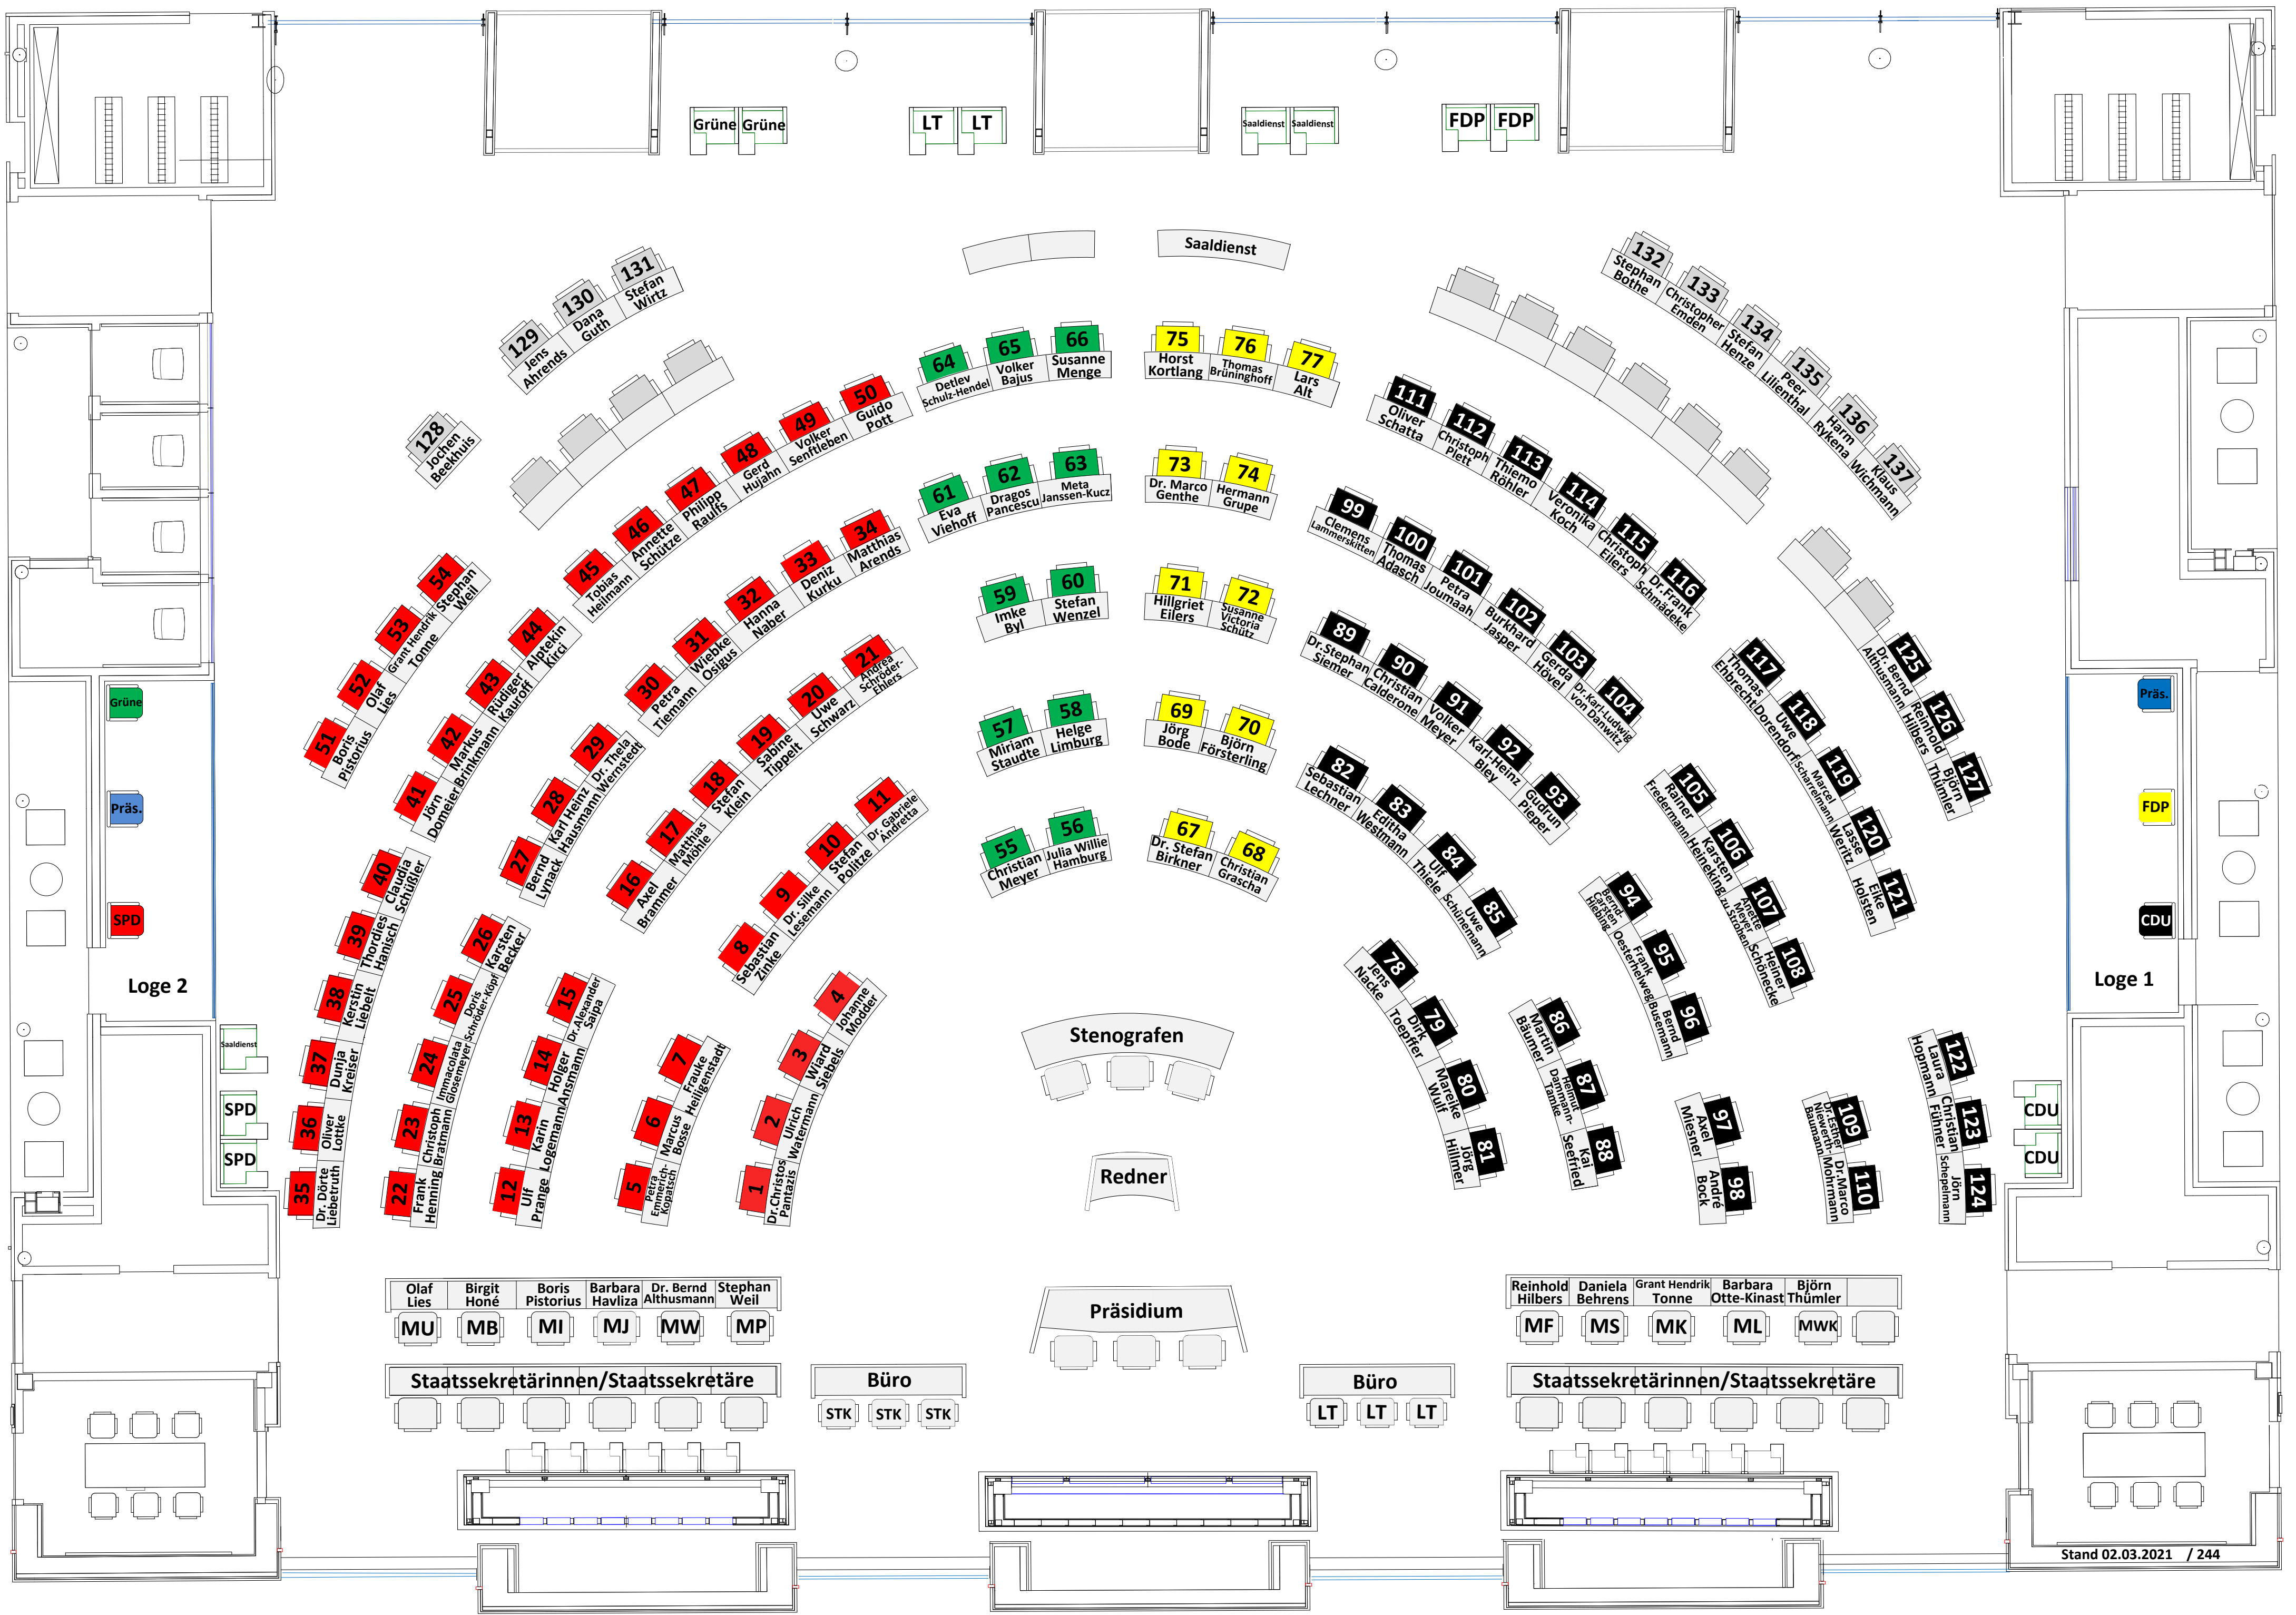 Grüne Grüne
LT LT
Saaldienst Saaldienst
FDP FDP
Saaldienst
128
Jochen
Beekhuis
129
Jens
Ahrends
130
Dana
Guth
131
Stefan
Wirtz
132
Stephan
Bothe
133
Christopher
Emden
134
Stefan
Henze
135
Peer
Lilienthal
136
Harm
Rykena
137
Klaus
Wichmann
64
Detlev
Schulz-Hendel
65
Volker
Bajus
66
Susanne
Menge
75
Horst
Kortlang
76
Thomas
Brüninghoff
77
Lars
Alt
61
Eva
Viehoff
62
Dragos
Pancescu
63
Meta
Janssen-Kucz
73
Dr. Marco
Genthe
74
Hermann
Grupe
59
Imke
Byl
60
Stefan
Wenzel
71
Hillgriet
Eilers
72
Susanne
Victoria
Schütz
57
Miriam
Staudte
58
Helge
Limburg
69
Jörg
Bode
70
Björn
Försterling
55
Christian
Meyer
56
Julia Willie
Hamburg
67
Dr. Stefan
Birkner
68
Christian
Grascha
51
Boris
Pistorius
52
Olaf
Lies
53
Grant Hendrik
Tonne
54
Stephan
Weil
35
Dr. Dörte
Liebetruth
36
Oliver
Lottke
37
Dunja
Kreiser
38
Kerstin
Liebelt
39
Thordies
Hanisch
40
Claudia
Schüßler
41
Jörn
Domeier
42
Markus
Brinkmann
43
Rüdiger
Kauroff
44
Alptekin
Kirci
45
Tobias
Heilmann
46
Annette
Schütze
47
Philipp
Raulfs
48
Gerd
Hujahn
49
Volker
Senftleben
50
Guido
Pott
22
Frank
Henning
23
Christoph
Bratmann
24
Immacolata
Glosemeyer
25
Doris
Schröder-Köpf
26
Karsten
Becker
27
Bernd
Lynack
28
Karl Heinz
Hausmann
29
Dr. Thela
Wernstedt
30
Petra
Tiemann
31
Wiebke
Osigus
32
Hanna
Naber
33
Deniz
Kurku
34
Matthias
Arends
12
Ulf
Prange
13
Karin
Logemann
14
Holger
Ansmann
15
Dr.Alexander
Saipa
16
Axel
Brammer
17
Matthias
Möhle
18
Stefan
Klein
19
Sabine
Tippelt
20
Uwe
Schwarz
21
Andrea
Schröder-
Ehlers
5
Petra
Emmerich-
Kopatsch
6
Marcus
Bosse
7
Frauke
Heiligenstadt
8
Sebastian
Zinke
9
Dr. Silke
Lesemann
10
Stefan
Politze
11
Dr. Gabriele
Andretta
1
Dr.Christos
Pantazis
2
Ulrich
Watermann
3
Wiard
Siebels
4
Johanne
Modder
78
Jens
Nacke
79
Dirk
Toepffer
80
Mareike
Wulf
81
Jörg
Hillmer
82
Sebastian
Lechner
83
Editha
Westmann
84
Ulf
Thiele
85
Uwe
Schünemann
86
Martin
Bäumer
87
Helmut
Dammann-
Tamke
88
Kai
Seefried
89
Dr.Stephan
Siemer
90
Christian
Calderone
91
Volker
Meyer
92
Karl-Heinz
Bley
93
Gudrun
Pieper
94
Bernd-
Carsten
Hiebing
95
Frank
Oesterhelweg
96
Bernd
Busemann
97
Axel
Miesner
98
André
Bock
99
Clemens
Lammerskitten
100
Thomas
Adasch
101
Petra
Joumaah
102
Burkhard
Jasper
103
Gerda
Hövel
104
Dr.Karl-Ludwig
von Danwitz
105
Rainer
Fredermann
106
Karsten
Heineking
107
Anette
Meyer
zu Strohen
108
Heiner
Schönecke
109
Dr.Esther
Niewerth-
Baumann
110
Dr.Marco
Mohrmann
111
Oliver
Schatta
112
Christoph
Plett
113
Thiemo
Röhler
114
Veronika
Koch
115
Christoph
Eilers
116
Dr.Frank
Schmädeke
117
Thomas
Ehbrecht
118
Uwe
Dorendorf
119
Marcel
Scharrelmann
120
Lasse
Weritz
121
Eike
Holsten
122
Laura
Hopmann
123
Christian
Fühner
124
Jörn
Schepelmann
125
Dr. Bernd
Althusmann
126
Reinhold
Hilbers
127
Björn
Thümler
Grüne
Präs.
SPD
Loge 2
Saaldienst
SPD
SPD
Präs.
FDP
CDU
Loge 1
CDU
CDU
Stenografen
Redner
Präsidium
Olaf
Lies
MU
Birgit
Honé
MB
Boris
Pistorius
MI
Barbara
Havliza
MJ
Dr. Bernd
Althusmann
MW
Stephan
Weil
MP
Reinhold
Hilbers
MF
Daniela
Behrens
MS
Grant Hendrik
Tonne
MK
Barbara
Otte-Kinast
ML
Björn
Thümler
MWK
Staatssekretärinnen/Staatssekretäre
Büro
STK STK STK
Büro
LT LT LT
Staatssekretärinnen/Staatssekretäre
Stand 02.03.2021 / 244